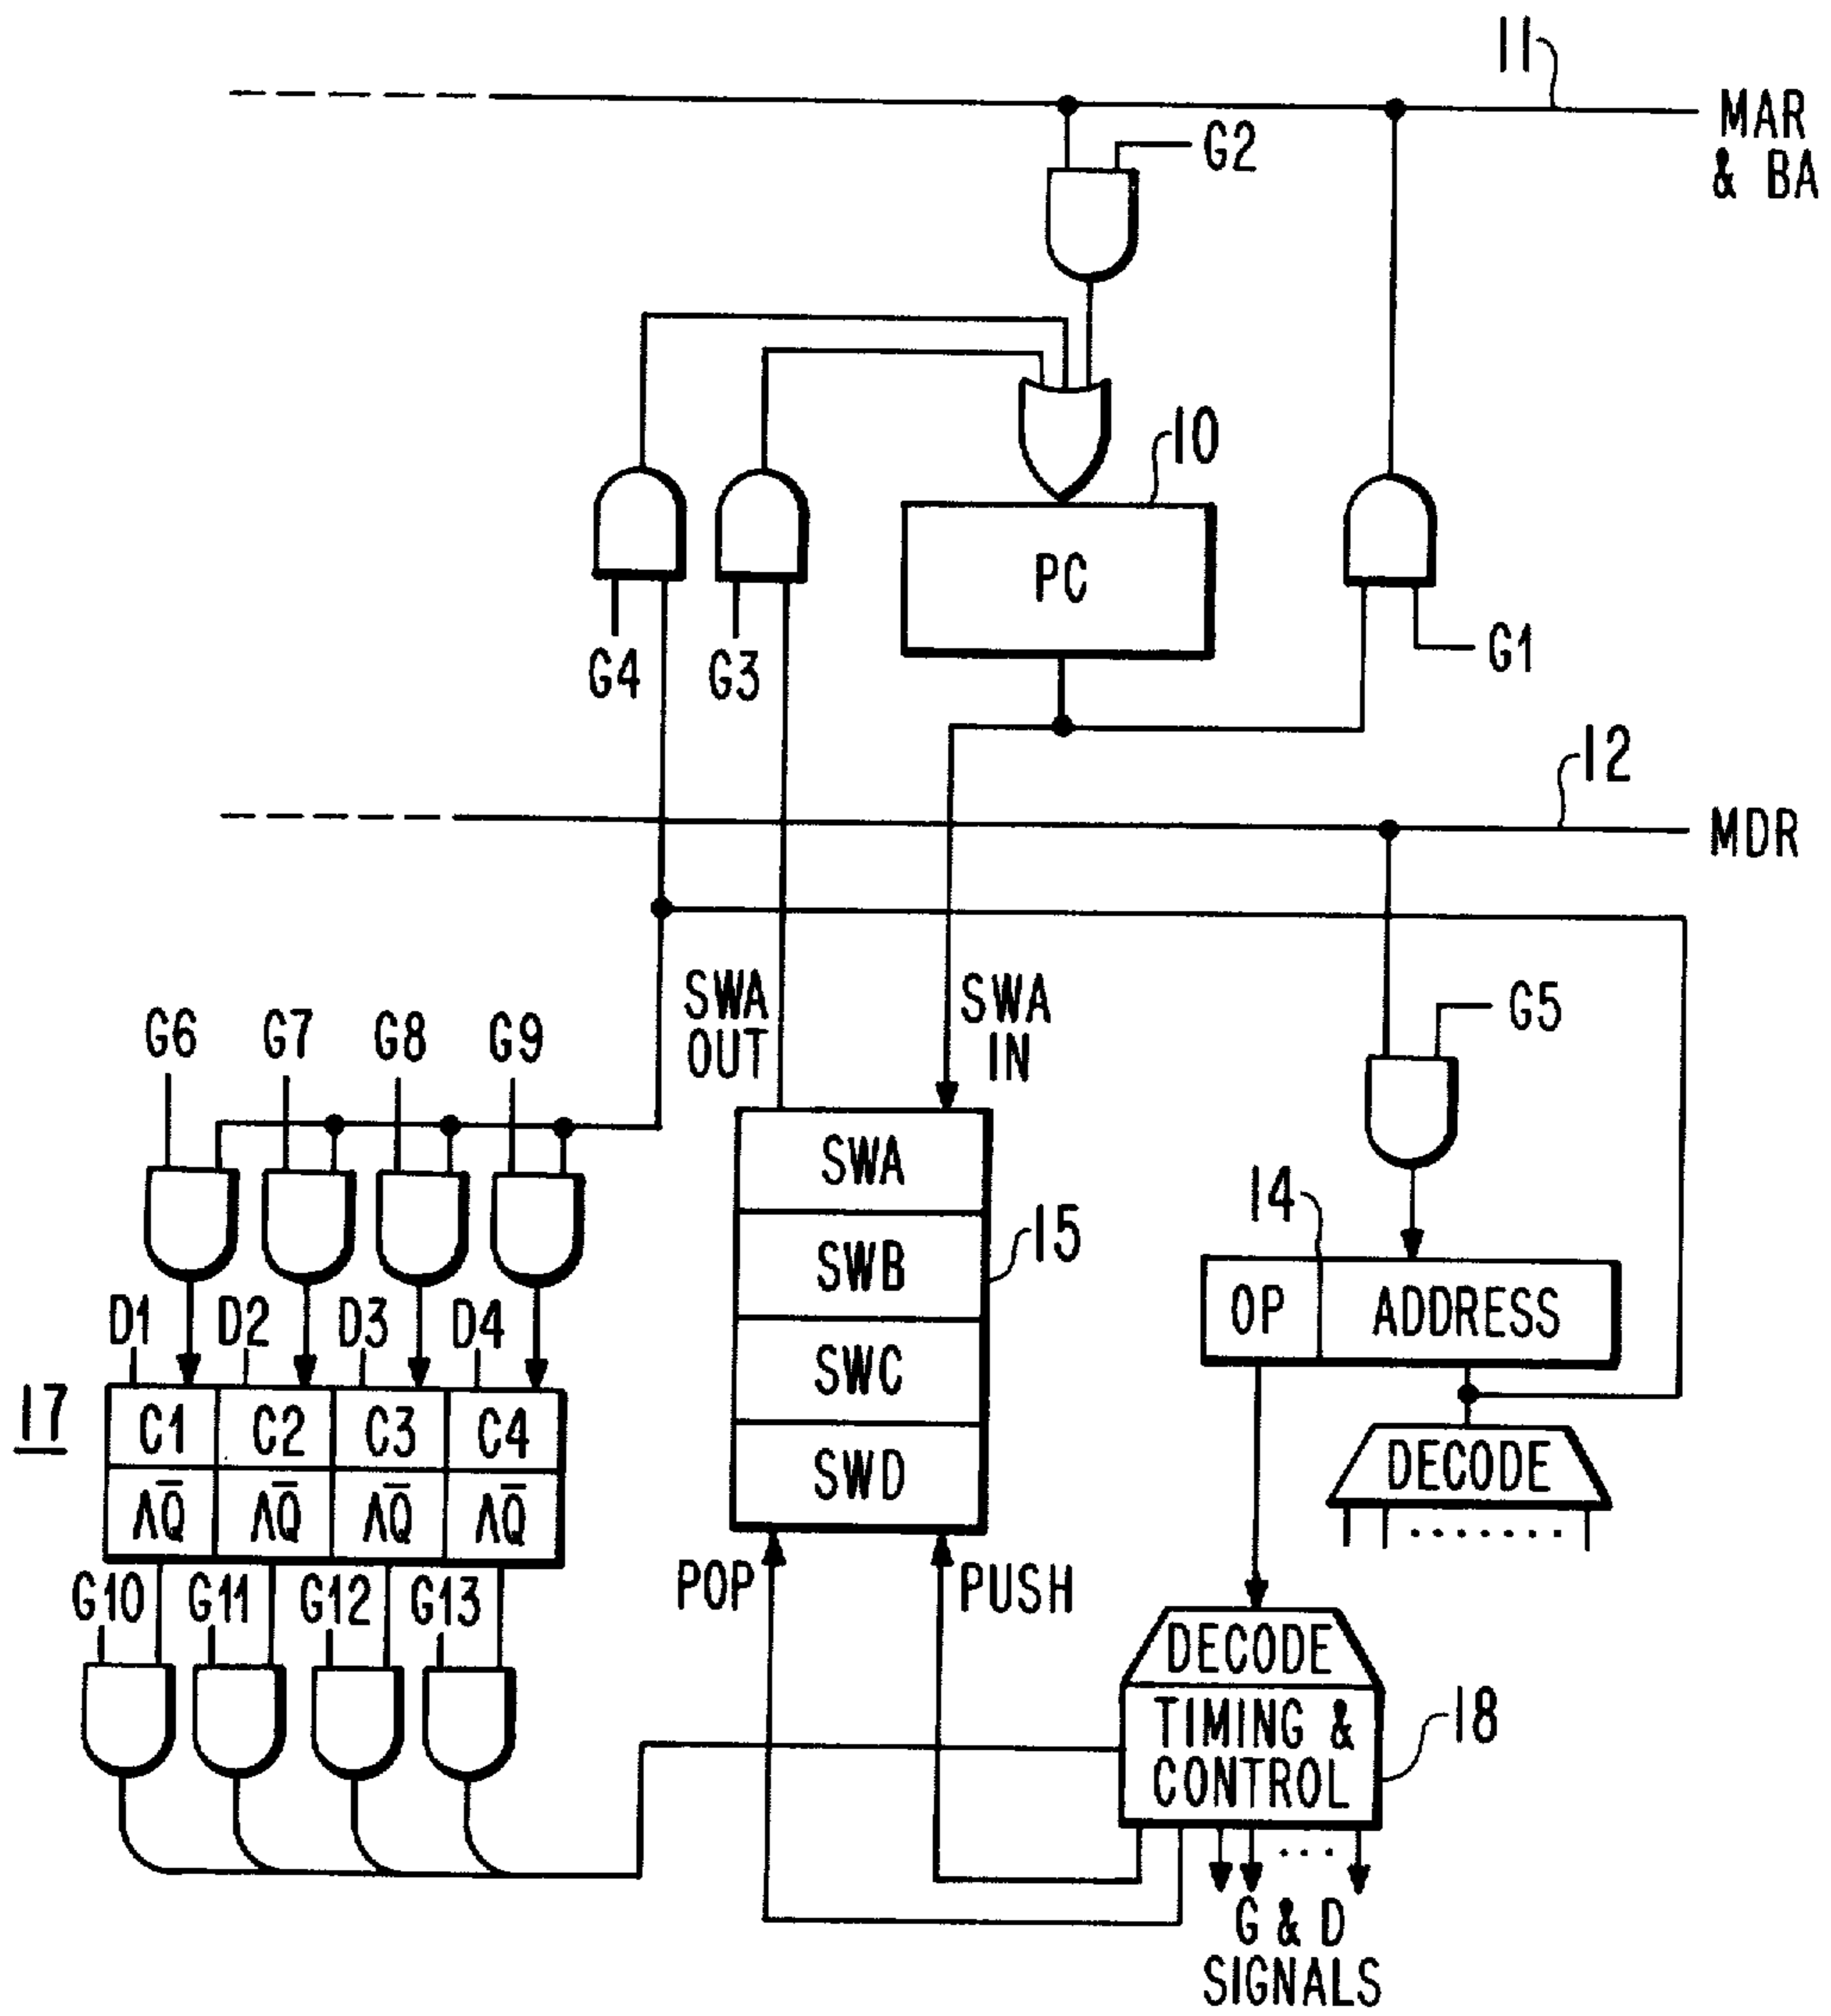 11
MAR
& BA
G2
10
PC
G4
G3
G1
12
MDR
SWA
OUT
SWA
IN
G5
G6
G7
G8
G9
SWA
SWB
SWC
SWD
15
14
OP
ADDRESS
D1
D2
D3
D4
17
C1
C2
C3
C4
ΛQ̅
ΛQ̅
ΛQ̅
ΛQ̅
DECODE
G10
G11
G12
G13
POP
PUSH
DECODE
TIMING &
CONTROL
18
G & D
SIGNALS